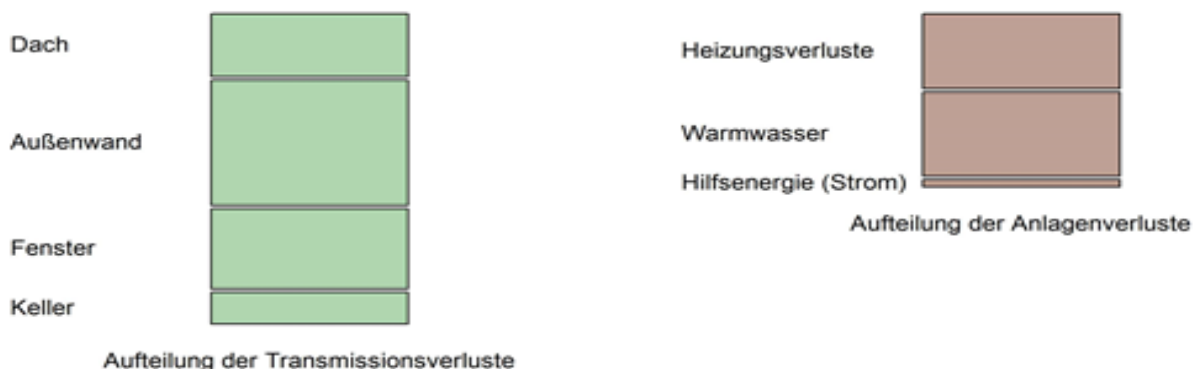 Dach
Außenwand
Fenster
Keller
Aufteilung der Transmissionsverluste
Heizungsverluste
Warmwasser
Hilfsenergie (Strom)
Aufteilung der Anlagenverluste